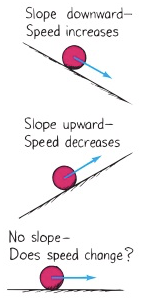 Slope downward–
Speed increases
Slope upward–
Speed decreases
No slope–
Does speed change?